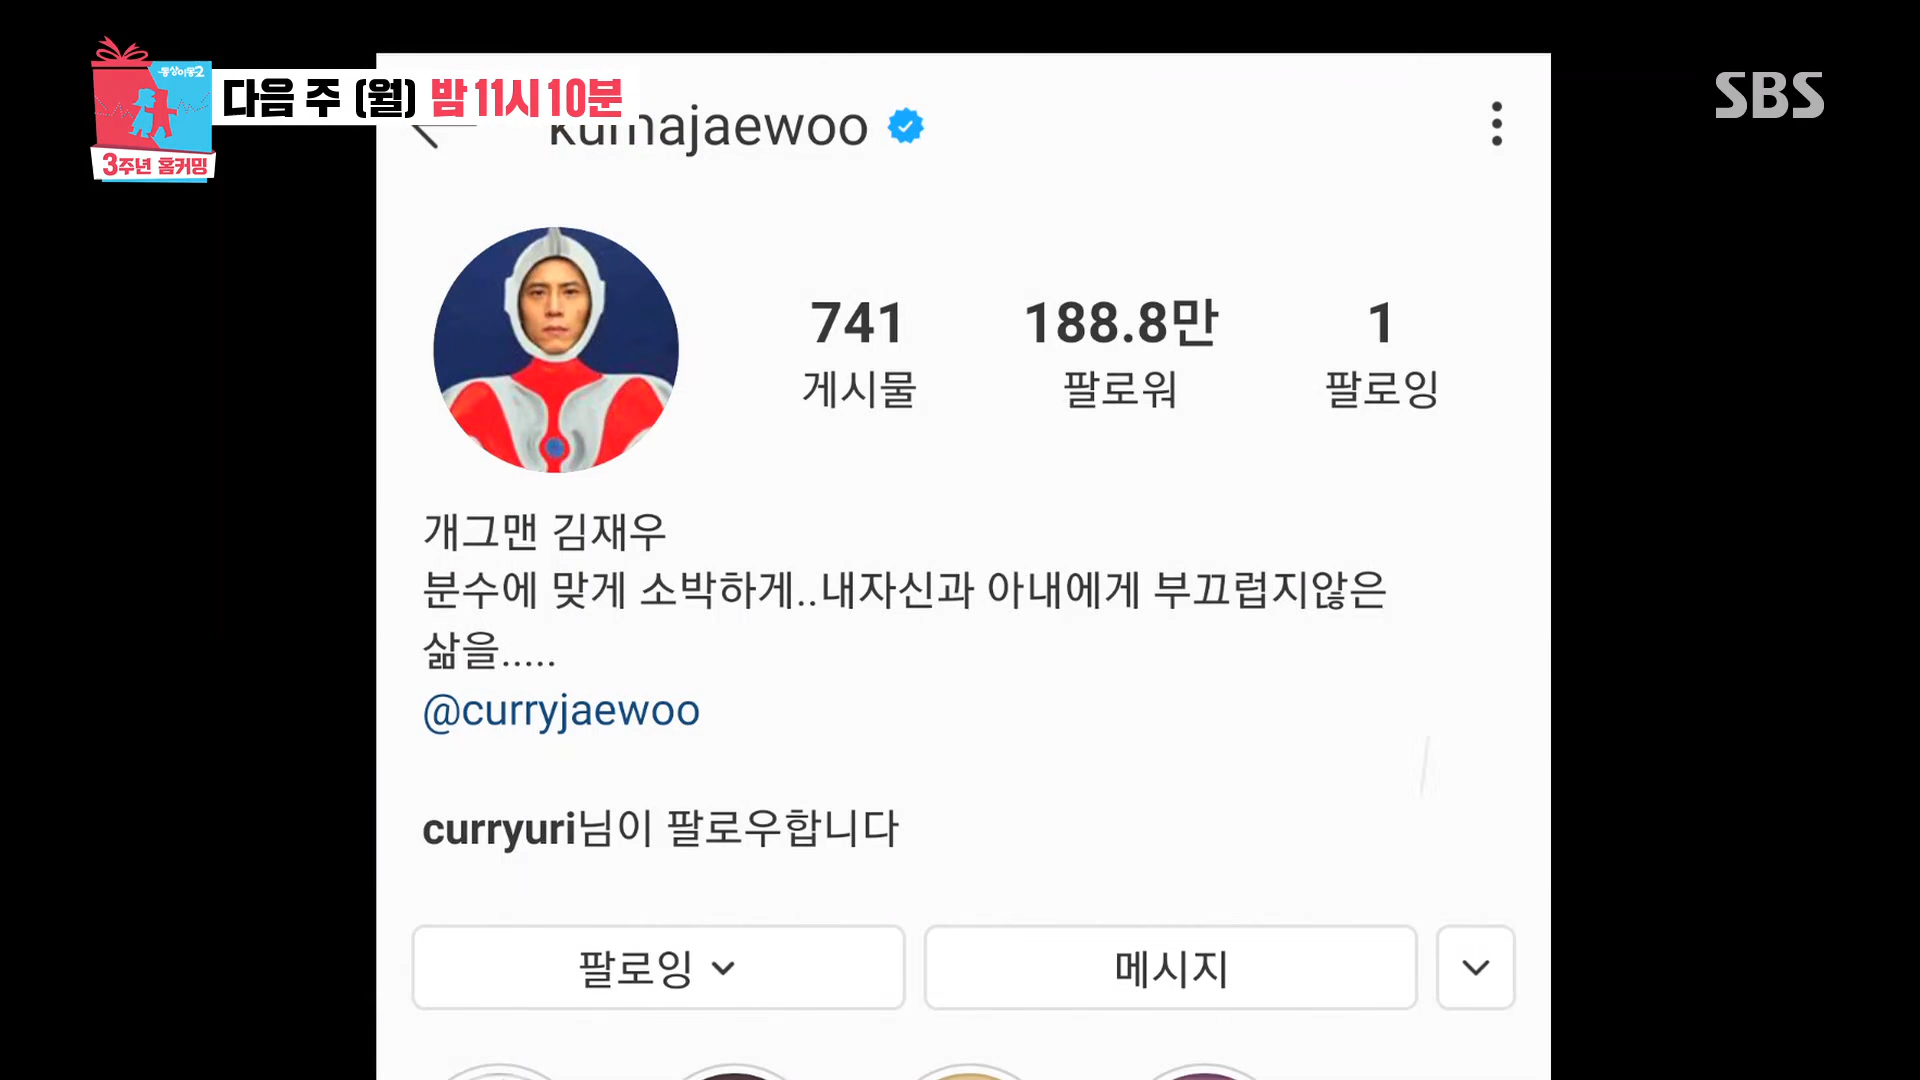 동상이몽2
3주년 홈커밍
다음 주 (월) 밤 11시 10분
SBS
kumajaewoo
741
게시물
188.8만
팔로워
1
팔로잉
개그맨 김재우
분수에 맞게 소박하게..내자신과 아내에게 부끄럽지않은
삶을.....
@curryjaewoo
curryuri님이 팔로우합니다
팔로잉
메시지